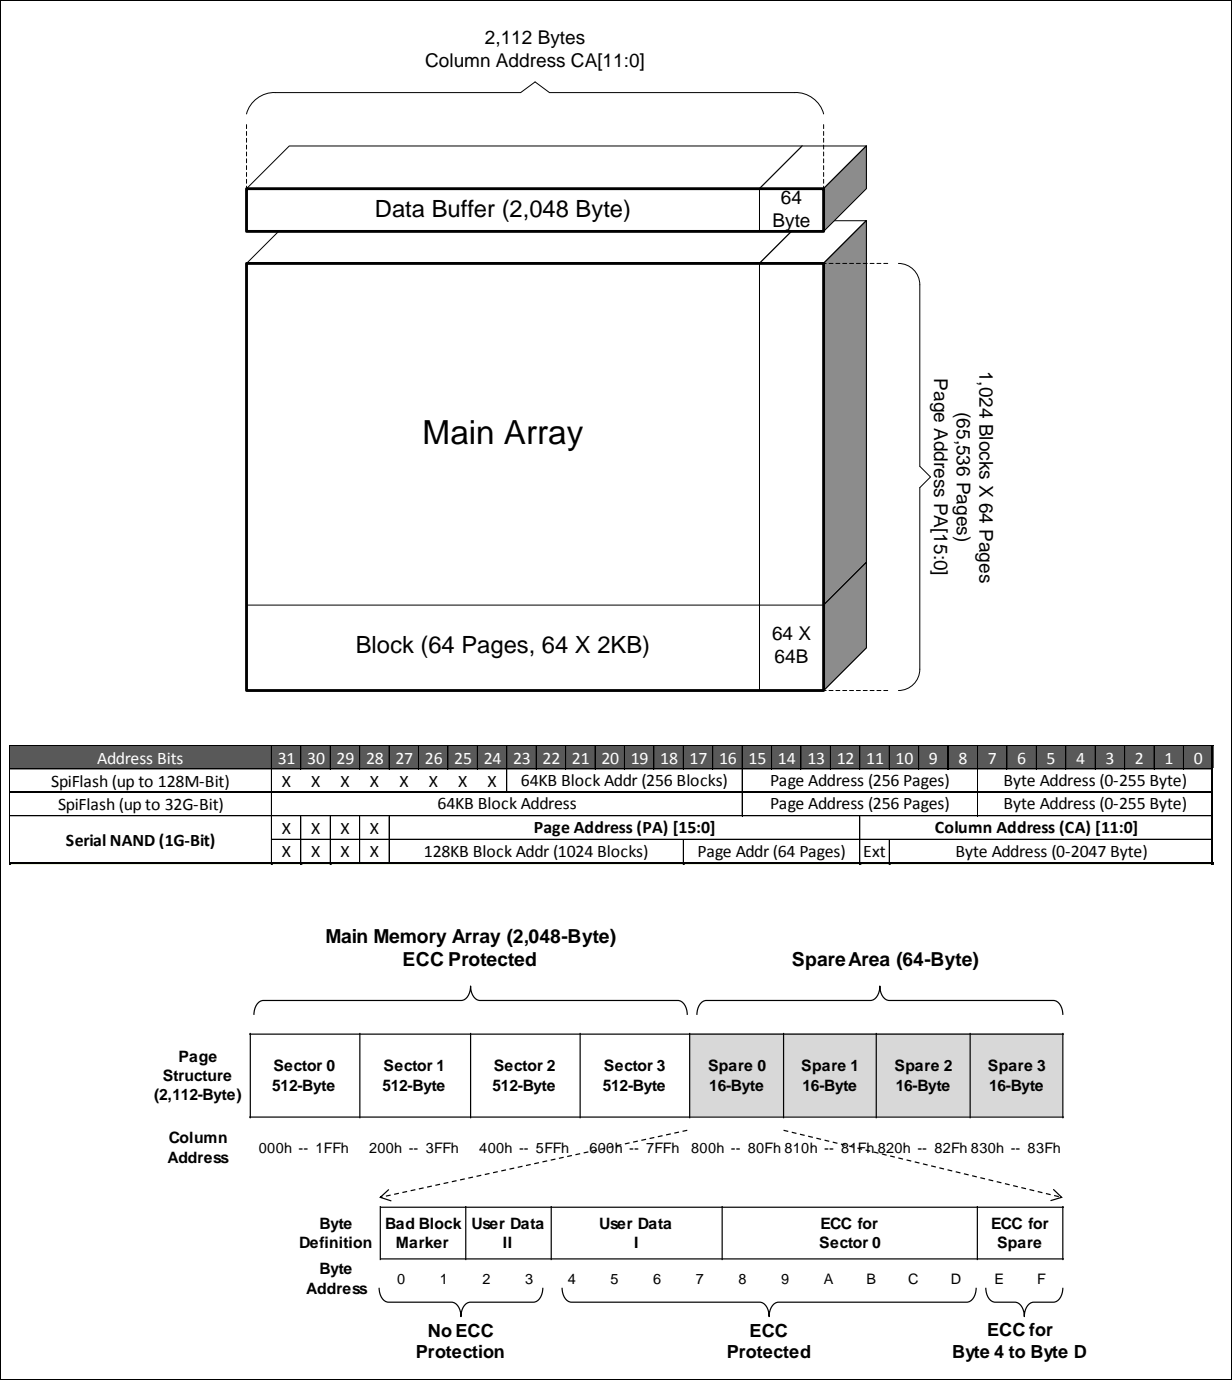 2,112 Bytes
Column Address CA[11:0]
Data Buffer (2,048 Byte)
64
Byte
Main Array
1,024 Blocks X 64 Pages
(65,536 Pages)
Page Address PA[15:0]
Block (64 Pages, 64 X 2KB)
64 X
64B
Address Bits 31 30 29 28 27 26 25 24 23 22 21 20 19 18 17 16 15 14 13 12 11 10 9 8 7 6 5 4 3 2 1 0
SpiFlash (up to 128M-Bit) X X X X X X X X 64KB Block Addr (256 Blocks) Page Address (256 Pages) Byte Address (0-255 Byte)
SpiFlash (up to 32G-Bit) 64KB Block Address Page Address (256 Pages) Byte Address (0-255 Byte)
Serial NAND (1G-Bit)
X X X X Page Address (PA) [15:0] Column Address (CA) [11:0]
X X X X 128KB Block Addr (1024 Blocks) Page Addr (64 Pages) Ext Byte Address (0-2047 Byte)
Main Memory Array (2,048-Byte)
ECC Protected
Spare Area (64-Byte)
Page
Structure
(2,112-Byte)
Sector 0
512-Byte
Sector 1
512-Byte
Sector 2
512-Byte
Sector 3
512-Byte
Spare 0
16-Byte
Spare 1
16-Byte
Spare 2
16-Byte
Spare 3
16-Byte
Column
Address
000h -- 1FFh 200h -- 3FFh 400h -- 5FFh 600h -- 7FFh 800h -- 80Fh 810h -- 81Fh 820h -- 82Fh 830h -- 83Fh
Byte
Definition
Bad Block
Marker
User Data
II
User Data
I
ECC for
Sector 0
ECC for
Spare
Byte
Address
0 1 2 3 4 5 6 7 8 9 A B C D E F
No ECC
Protection
ECC
Protected
ECC for
Byte 4 to Byte D